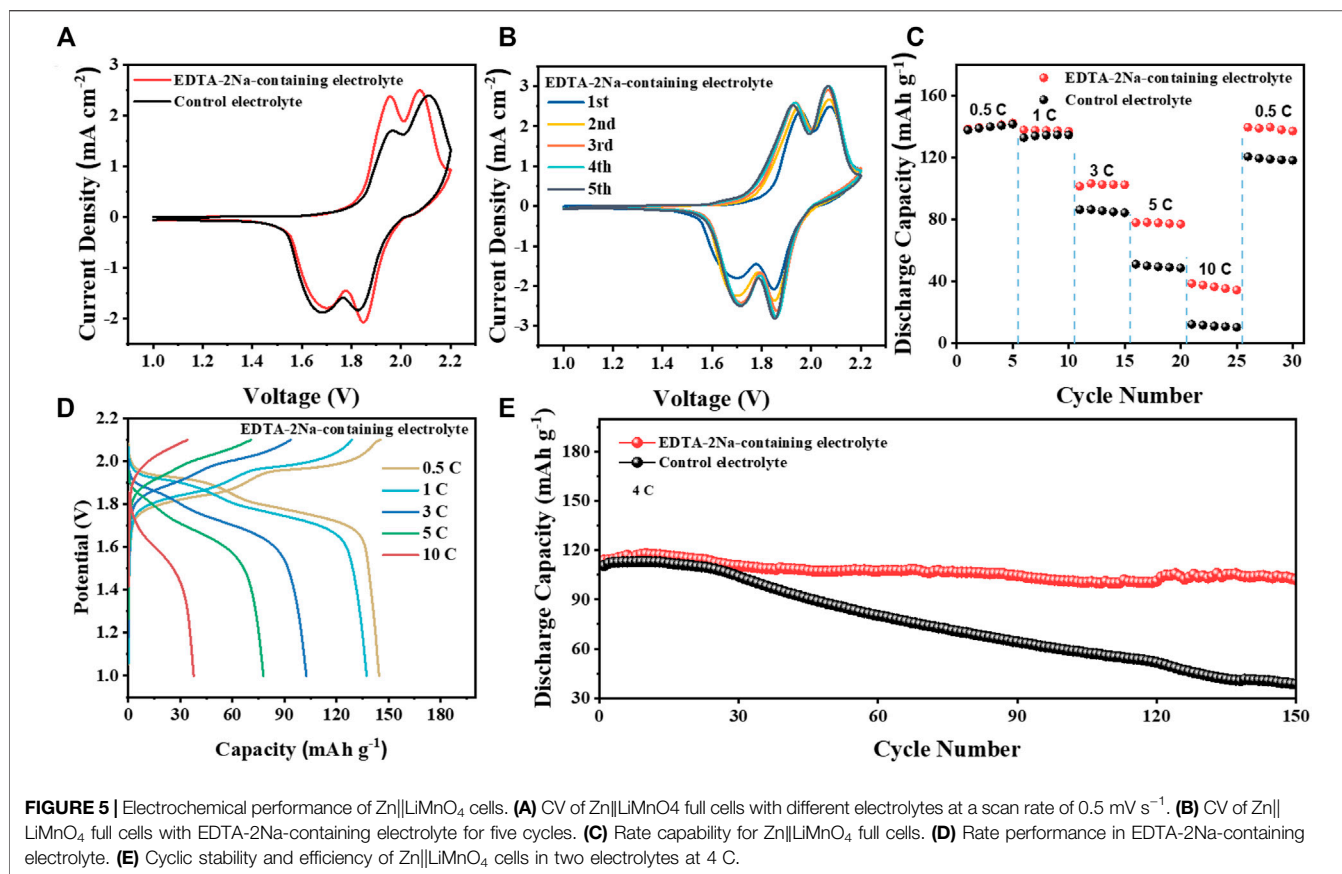 A
Current Density (mA cm⁻²)
3
2
1
0
-1
-2
EDTA-2Na-containing electrolyte
Control electrolyte
1.0 1.2 1.4 1.6 1.8 2.0 2.2
Voltage (V)
B
Current Density (mA cm⁻²)
3
2
1
0
-1
-2
-3
EDTA-2Na-containing electrolyte
1st
2nd
3rd
4th
5th
1.0 1.2 1.4 1.6 1.8 2.0 2.2
Voltage (V)
C
Discharge Capacity (mAh g⁻¹)
160
120
80
40
0
EDTA-2Na-containing electrolyte
Control electrolyte
0.5 C
1 C
3 C
5 C
10 C
0.5 C
0 5 10 15 20 25 30
Cycle Number
D
Potential (V)
2.2
2.0
1.8
1.6
1.4
1.2
1.0
EDTA-2Na-containing electrolyte
0.5 C
1 C
3 C
5 C
10 C
0 30 60 90 120 150 180
Capacity (mAh g⁻¹)
E
Discharge Capacity (mAh g⁻¹)
180
150
120
90
60
30
EDTA-2Na-containing electrolyte
Control electrolyte
4 C
0 30 60 90 120 150
Cycle Number
FIGURE 5 | Electrochemical performance of Zn||LiMnO₄ cells. (A) CV of Zn||LiMnO4 full cells with different electrolytes at a scan rate of 0.5 mV s⁻¹. (B) CV of Zn||
LiMnO₄ full cells with EDTA-2Na-containing electrolyte for five cycles. (C) Rate capability for Zn||LiMnO₄ full cells. (D) Rate performance in EDTA-2Na-containing
electrolyte. (E) Cyclic stability and efficiency of Zn||LiMnO₄ cells in two electrolytes at 4 C.